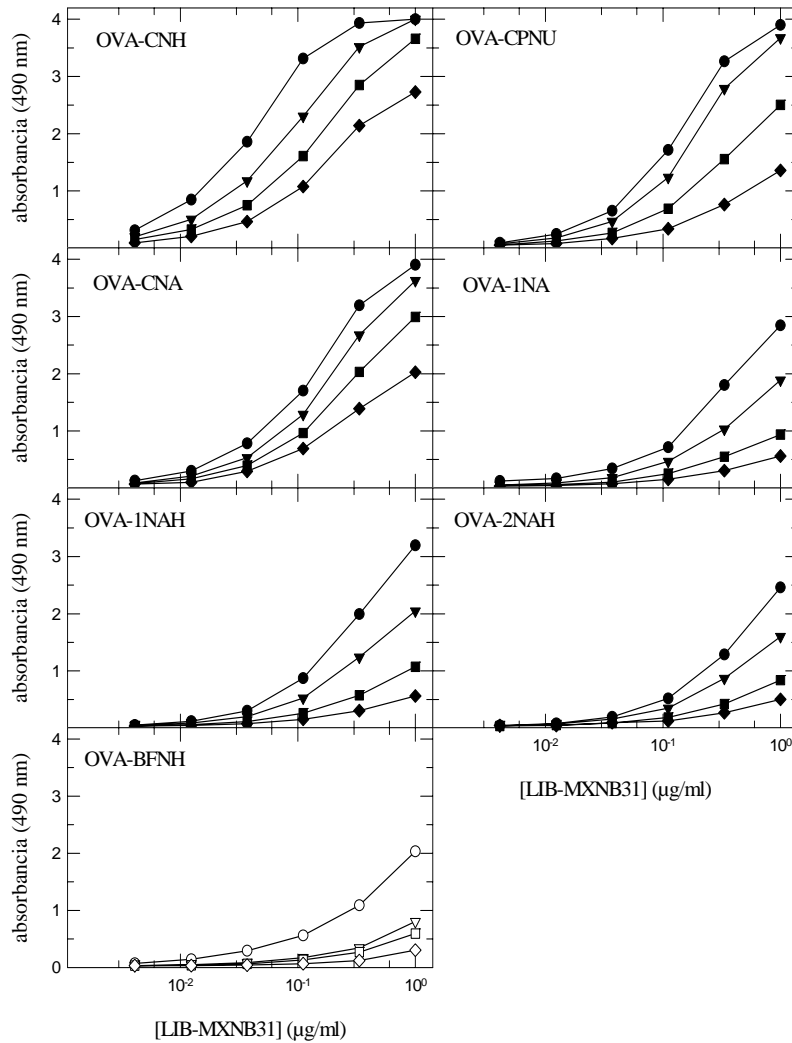 4
3
2
1
absorbancia (490 nm)
OVA-CNH
OVA-CPNU
4
3
2
1
absorbancia (490 nm)
OVA-CNA
OVA-1NA
4
3
2
1
0
absorbancia (490 nm)
OVA-1NAH
OVA-2NAH
10⁻² 10⁻¹ 10⁰
[LIB-MXNB31] (µg/ml)
4
3
2
1
0
absorbancia (490 nm)
OVA-BFNH
10⁻² 10⁻¹ 10⁰
[LIB-MXNB31] (µg/ml)